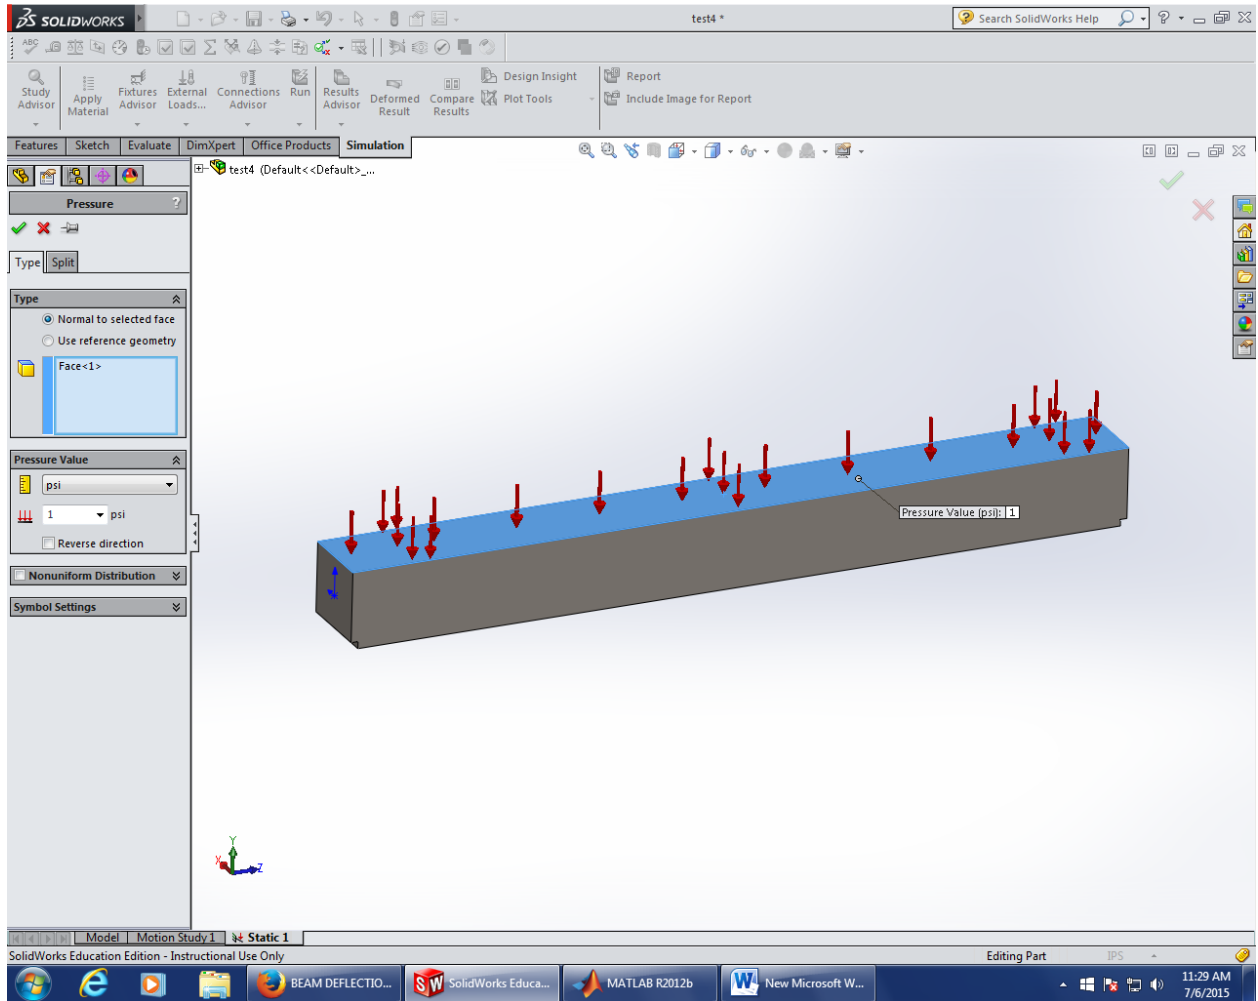 SOLIDWORKS
test4 *
Search SolidWorks Help
Study Advisor
Apply Material
Fixtures Advisor
External Loads...
Connections Advisor
Run
Results Advisor
Deformed Result
Compare Results
Design Insight
Plot Tools
Report
Include Image for Report
Features Sketch Evaluate DimXpert Office Products Simulation
test4 (Default<<Default>_...
Pressure ?
Type Split
Type
Normal to selected face
Use reference geometry
Face<1>
Pressure Value
psi
1 psi
Reverse direction
Nonuniform Distribution
Symbol Settings
Pressure Value (psi): 1
Y
X
Z
Model Motion Study 1 Static 1
SolidWorks Education Edition - Instructional Use Only
Editing Part
IPS
BEAM DEFLECTIO...
SolidWorks Educa...
MATLAB R2012b
New Microsoft W...
11:29 AM
7/6/2015